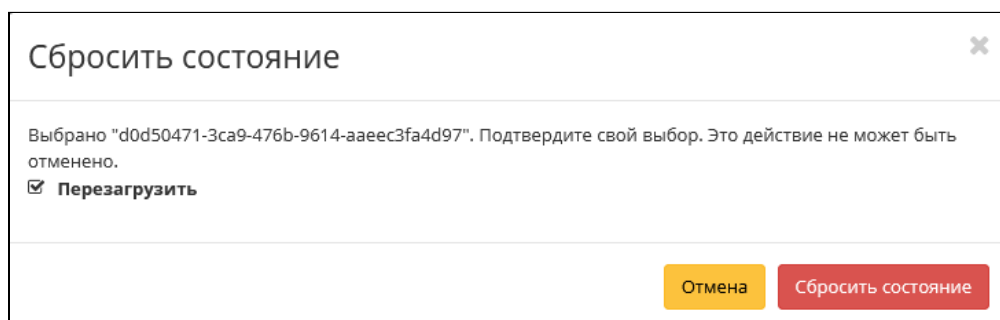 Сбросить состояние
Выбрано "d0d50471-3ca9-476b-9614-aaeec3fa4d97". Подтвердите свой выбор. Это действие не может быть
отменено.
Перезагрузить
Отмена
Сбросить состояние